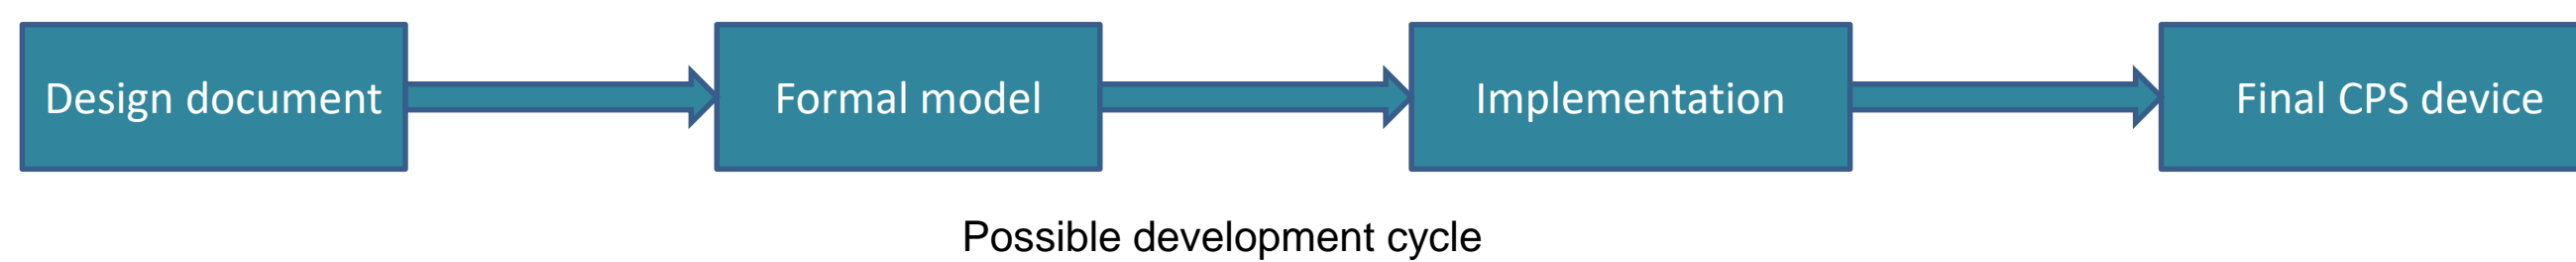 Design document
Formal model
Implementation
Final CPS device
Possible development cycle